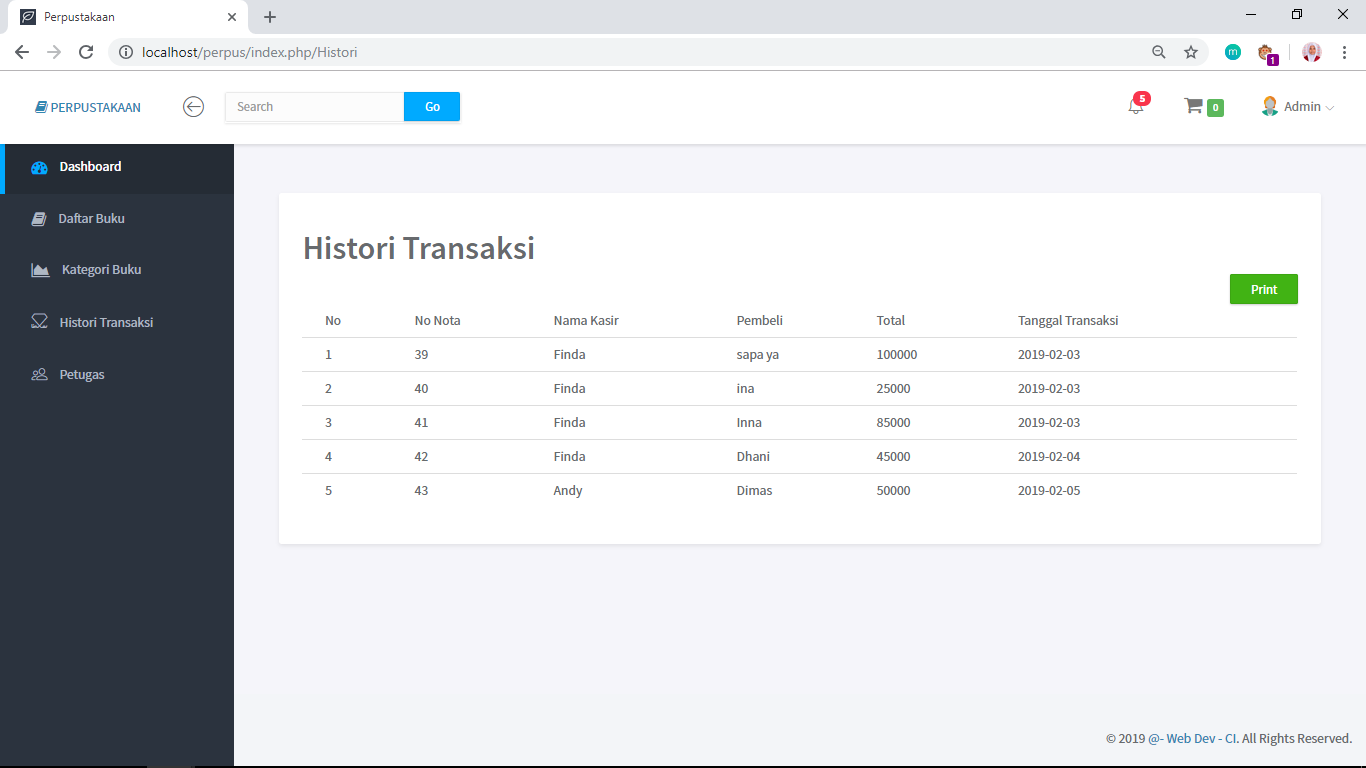 Perpustakaan
localhost/perpus/index.php/Histori
m
1
PERPUSTAKAAN
Search
Go
5
0
Admin
Dashboard
Daftar Buku
Kategori Buku
Histori Transaksi
Petugas
Histori Transaksi
Print
No No Nota Nama Kasir Pembeli Total Tanggal Transaksi
1 39 Finda sapa ya 100000 2019-02-03
2 40 Finda ina 25000 2019-02-03
3 41 Finda Inna 85000 2019-02-03
4 42 Finda Dhani 45000 2019-02-04
5 43 Andy Dimas 50000 2019-02-05
© 2019 @- Web Dev - CI. All Rights Reserved.